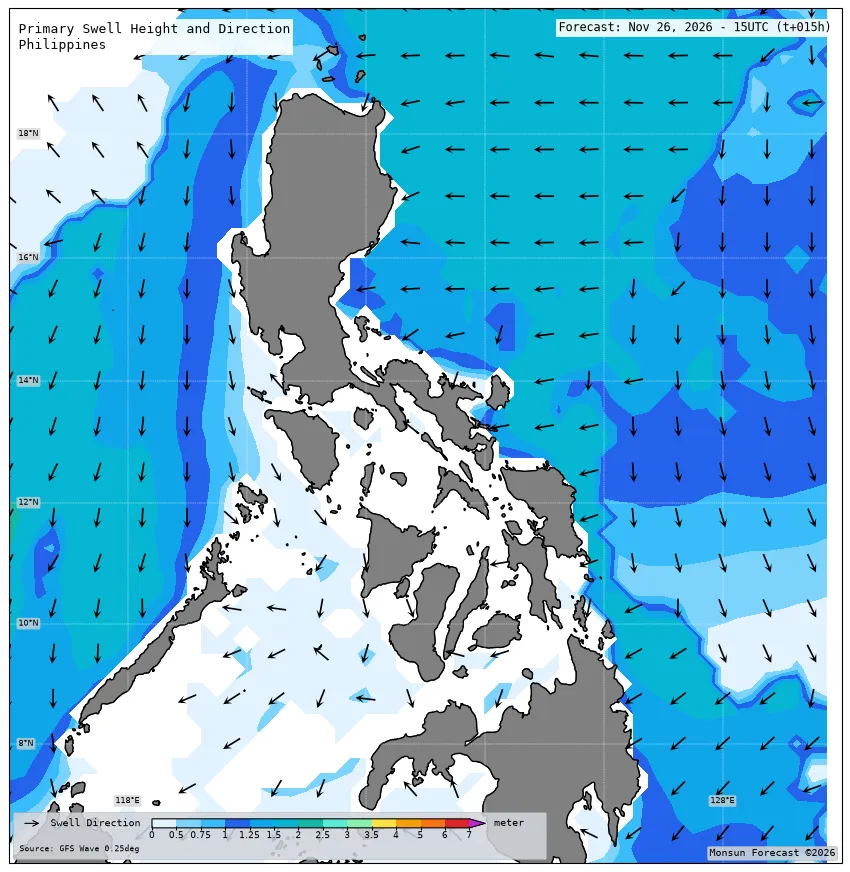 Primary Swell Height and Direction
Philippines
Forecast: Nov 26, 2026 - 15UTC (t+015h)
18°N
16°N
14°N
12°N
10°N
8°N
118°E
128°E
Swell Direction
0 0.5 0.75 1 1.25 1.5 2 2.5 3 3.5 4 5 6 7
meter
Source: GFS Wave 0.25deg
Monsun Forecast ©2026